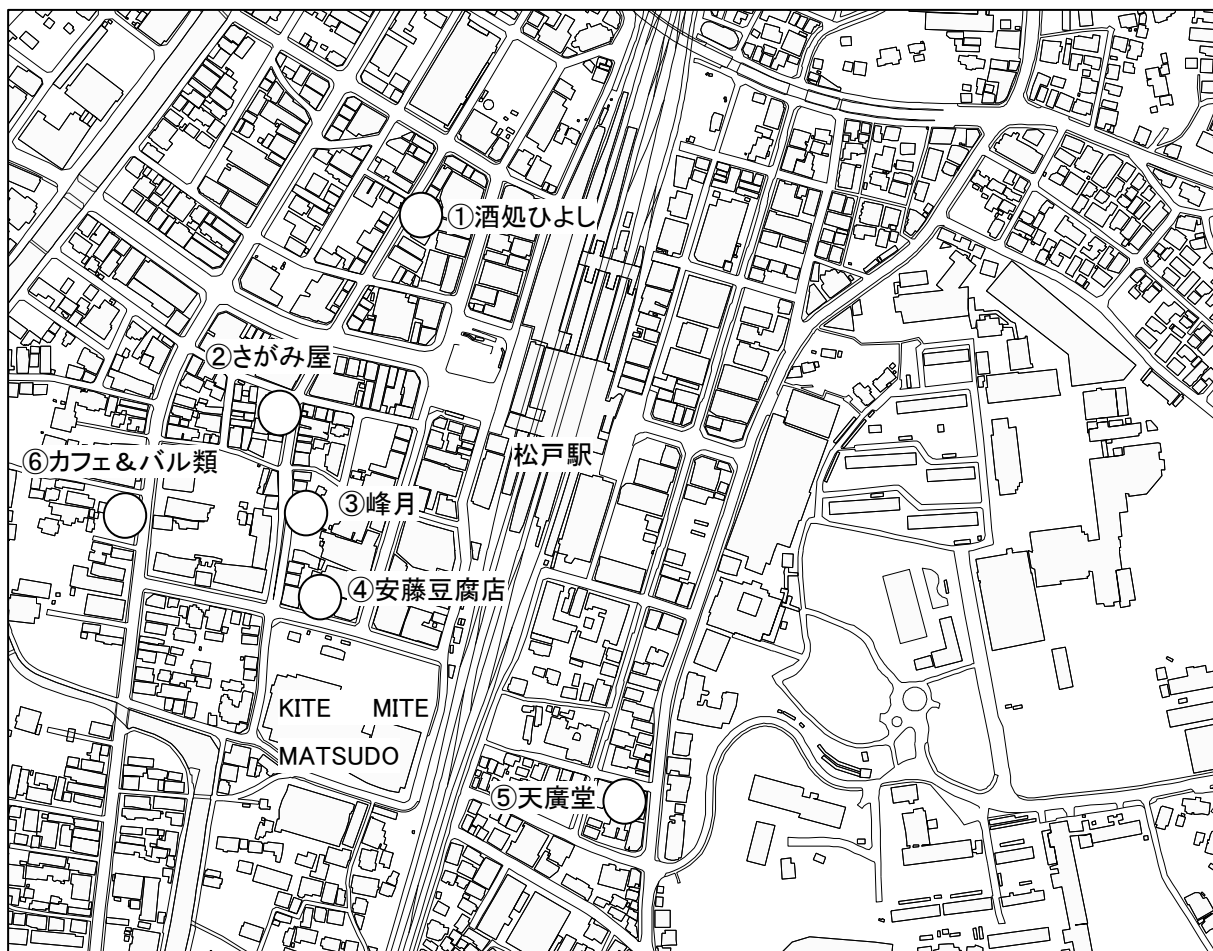 ①酒処ひよし
②さがみ屋
松戸駅
⑥カフェ&バル類
③峰月
④安藤豆腐店
KITE MITE
MATSUDO
⑤天廣堂